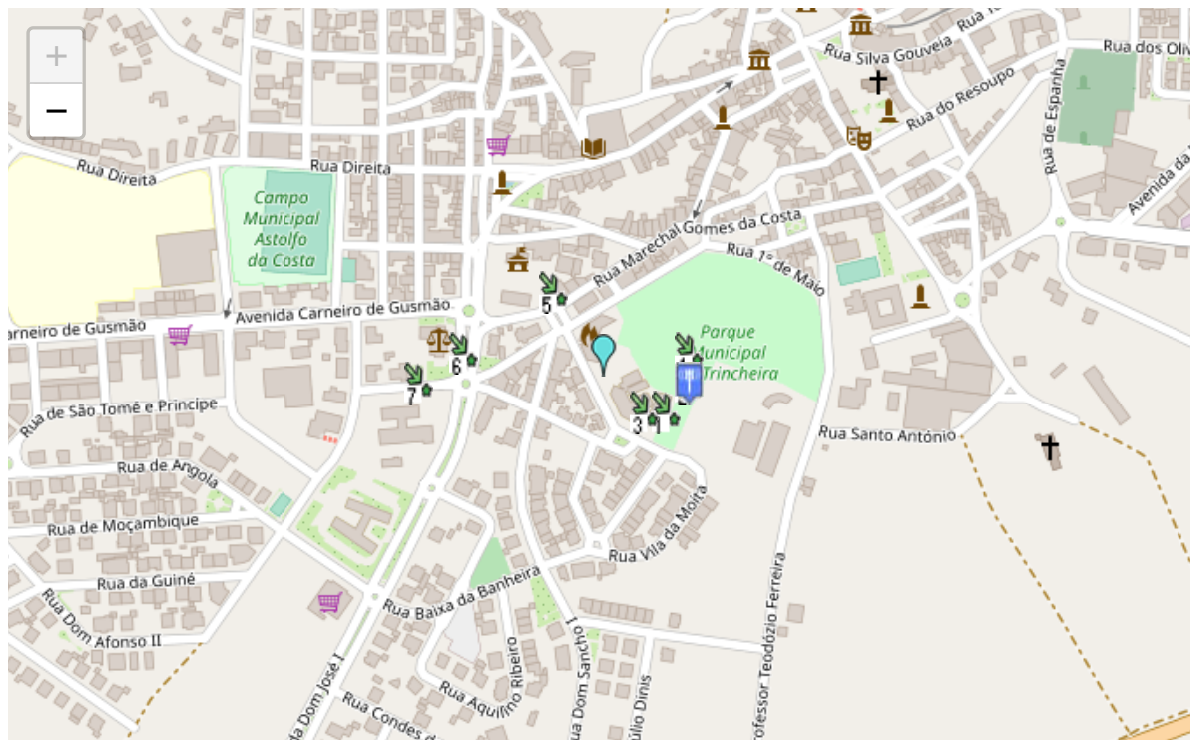 +
−
Rua Silva Gouveia
Rua dos Oliv
Rua do Resoupo
Rua de Espanha
Avenida da
Rua Direita
Rua Direita
Campo
Municipal
Astolfo
da Costa
Rua Marechal Gomes da Costa
Rua 1º de Maio
Avenida Carneiro de Gusmão
arneiro de Gusmão
5
Parque
Municipal
Trincheira
6
7
3
1
Rua de São Tomé e Principe
Rua Santo António
Rua de Angola
Rua de Moçambique
Rua Vila da Moita
Rua da Guiné
Rua Baixa da Banheira
Rua Dom Afonso II
Rua Aquilino Ribeiro
ua Dom Sancho I
úlio Dinis
rofessor Teodózio Ferreira
a Dom José I
Rua Condes d